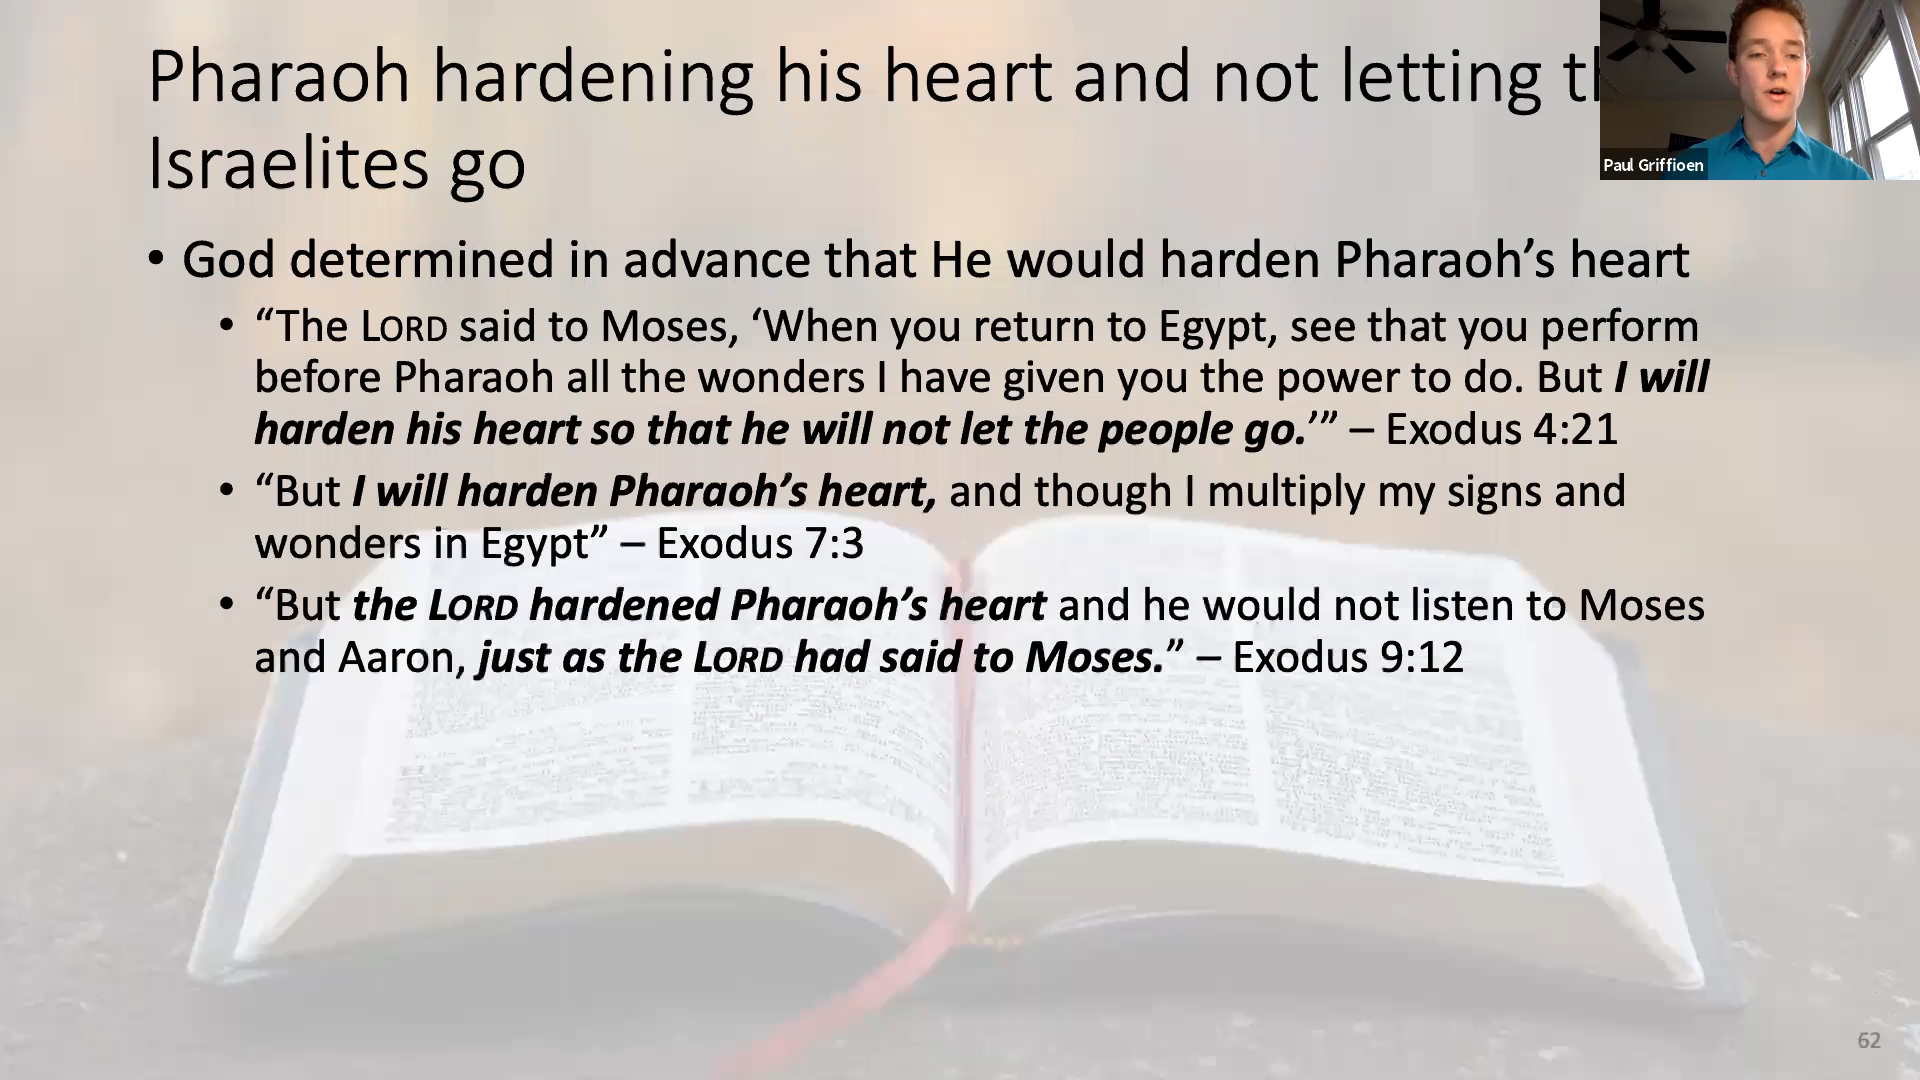 Pharaoh hardening his heart and not letting
Israelites go
Paul Griffioen
• God determined in advance that He would harden Pharaoh’s heart
• “The LORD said to Moses, ‘When you return to Egypt, see that you perform
before Pharaoh all the wonders I have given you the power to do. But I will
harden his heart so that he will not let the people go.’” – Exodus 4:21
• “But I will harden Pharaoh’s heart, and though I multiply my signs and
wonders in Egypt” – Exodus 7:3
• “But the LORD hardened Pharaoh’s heart and he would not listen to Moses
and Aaron, just as the LORD had said to Moses.” – Exodus 9:12
62